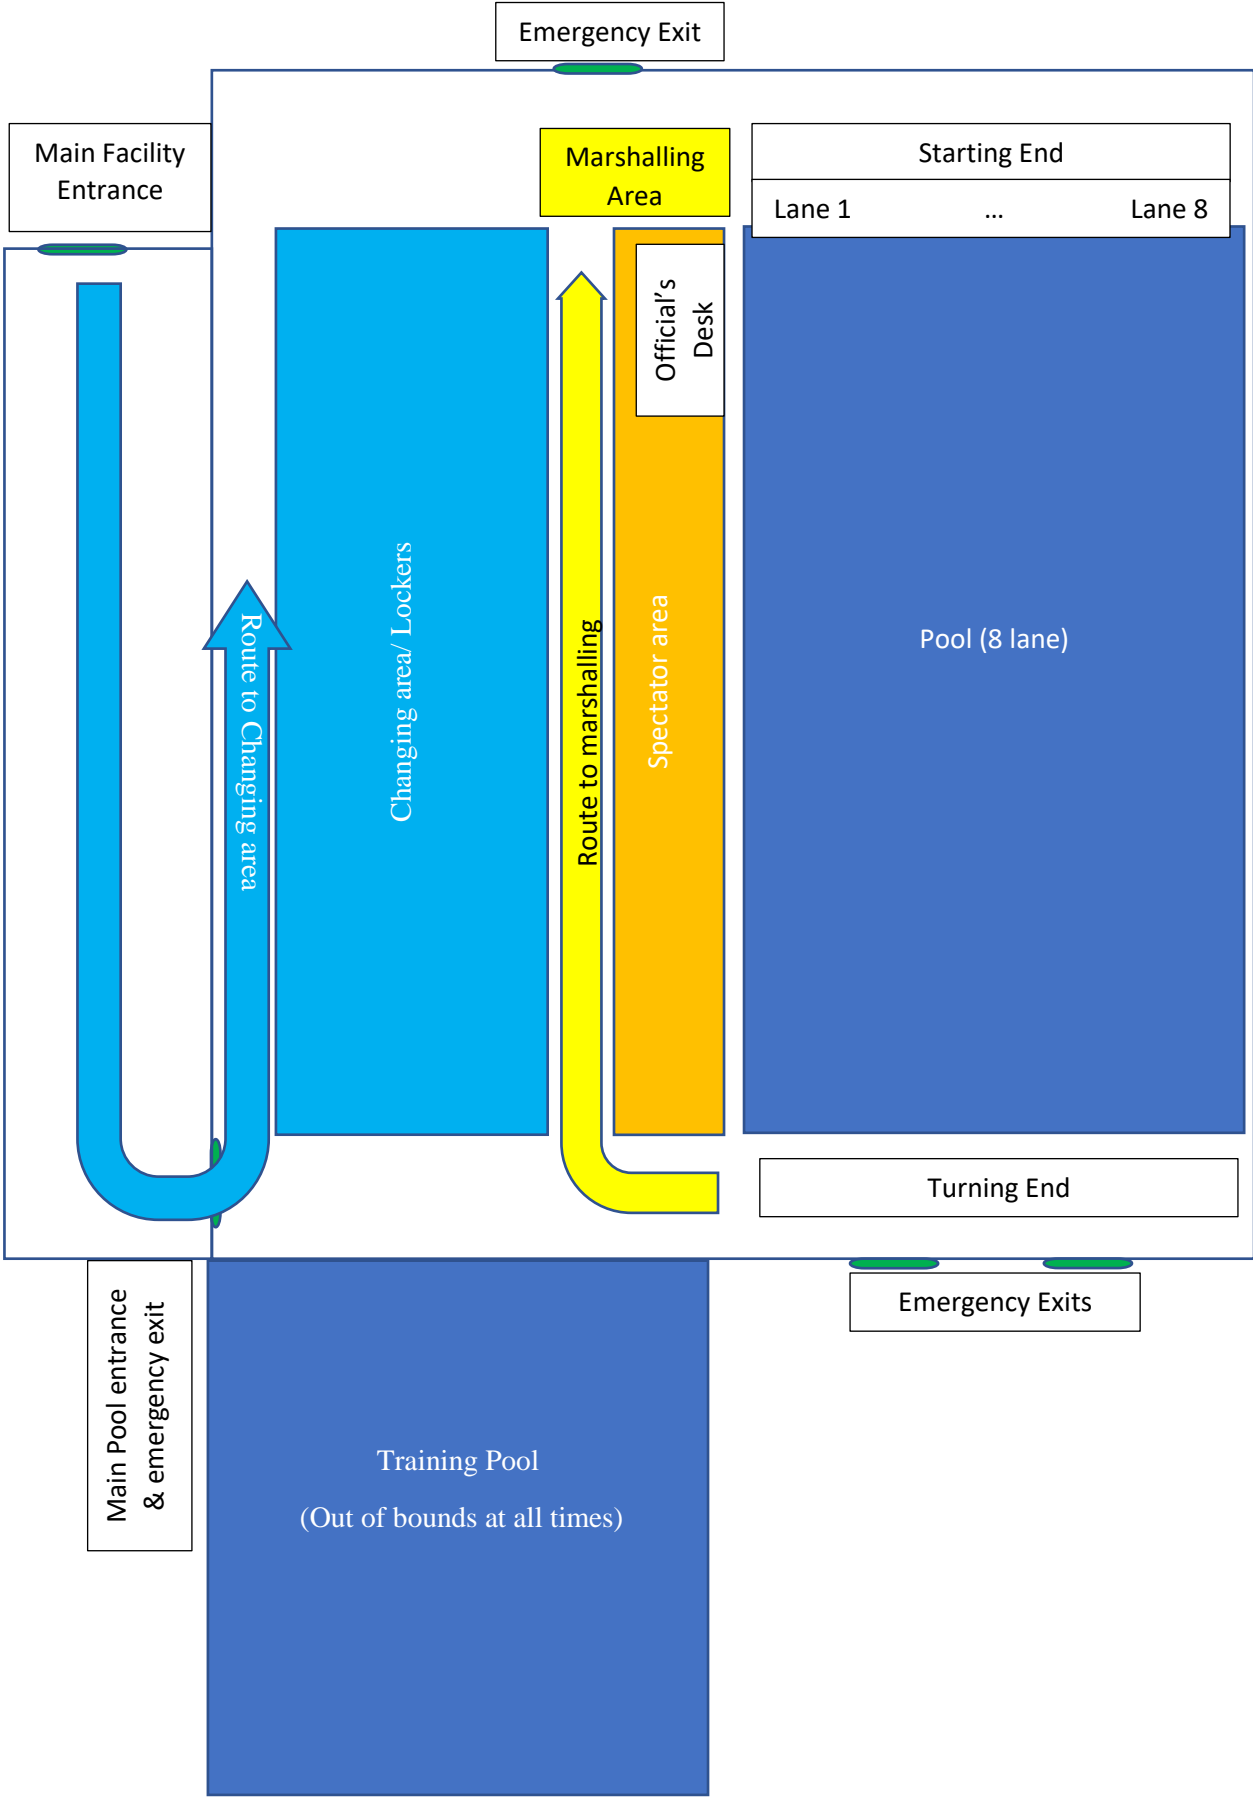 Emergency Exit
Main Facility
Entrance
Marshalling
Area
Starting End
Lane 1 ... Lane 8
Official's
Desk
Route to Changing area
Changing area/ Lockers
Route to marshalling
Spectator area
Pool (8 lane)
Turning End
Main Pool entrance
& emergency exit
Emergency Exits
Training Pool
(Out of bounds at all times)